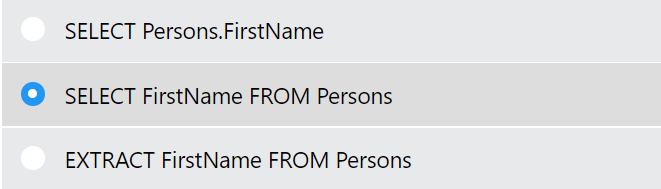 SELECT Persons.FirstName
SELECT FirstName FROM Persons
EXTRACT FirstName FROM Persons